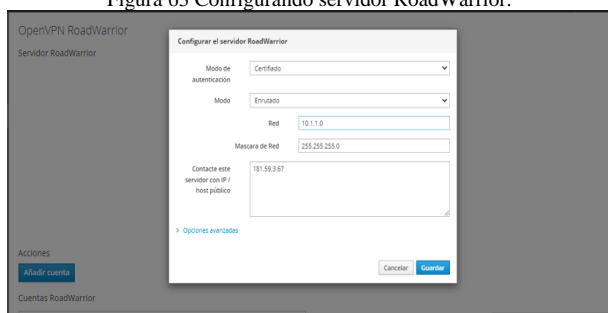 Figura 63 Configurando servidor RoadWarrior.
OpenVPN RoadWarrior
Servidor RoadWarrior
Configurar el servidor RoadWarrior
Modo de
autenticación
Certifiado
Modo
Enrutado
Red
10.1.1.0
Mascara de Red
255.255.255.0
Contacte este
servidor con IP /
host público
181.59.3.67
> Opciones avanzadas
Cancelar
Guardar
Acciones
Añadir cuenta
Cuentas RoadWarrior